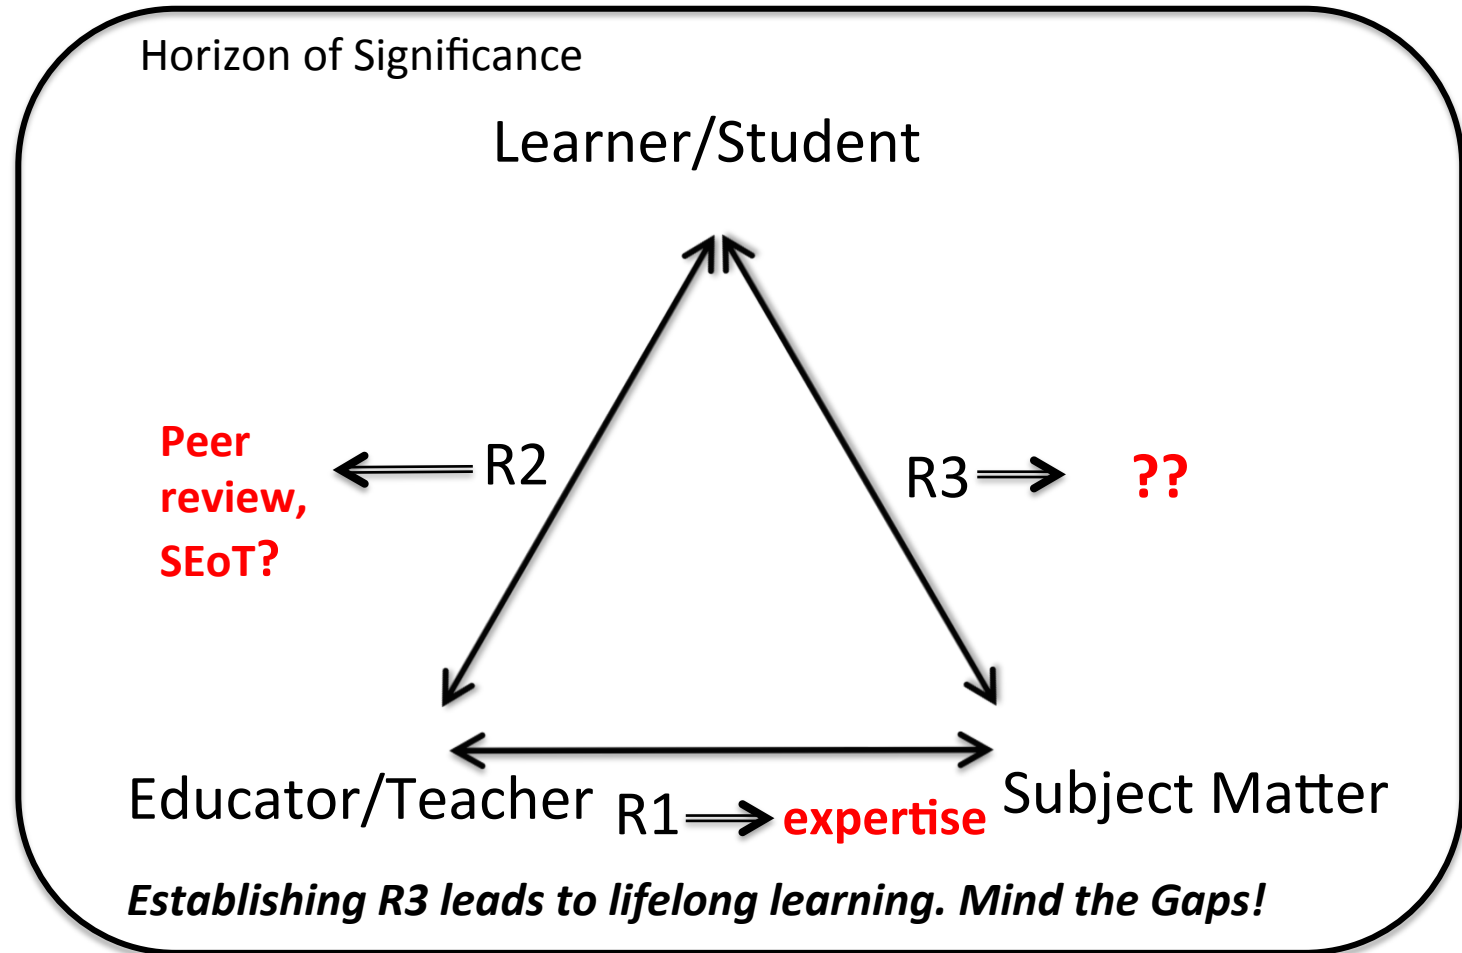 Horizon of Significance
Learner/Student
Peer
review,
SEoT?
R2
R3
??
Educator/Teacher
R1
expertise
Subject Matter
Establishing R3 leads to lifelong learning. Mind the Gaps!